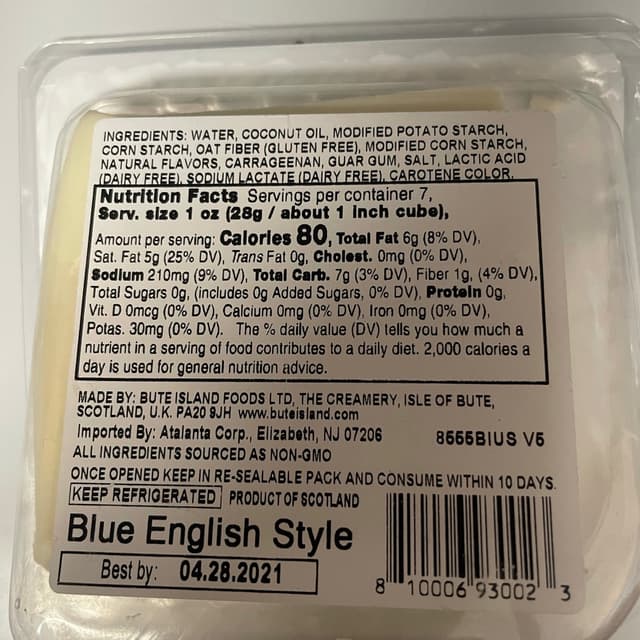 INGREDIENTS: WATER, COCONUT OIL, MODIFIED POTATO STARCH,
CORN STARCH, OAT FIBER (GLUTEN FREE), MODIFIED CORN STARCH,
NATURAL FLAVORS, CARRAGEENAN, GUAR GUM, SALT, LACTIC ACID
(DAIRY FREE), SODIUM LACTATE (DAIRY FREE), CAROTENE COLOR.
Nutrition Facts Servings per container 7,
Serv. size 1 oz (28g / about 1 inch cube),
Amount per serving: Calories 80, Total Fat 6g (8% DV),
Sat. Fat 5g (25% DV), Trans Fat 0g, Cholest. 0mg (0% DV),
Sodium 210mg (9% DV), Total Carb. 7g (3% DV), Fiber 1g, (4% DV),
Total Sugars 0g, (includes 0g Added Sugars, 0% DV), Protein 0g,
Vit. D 0mcg (0% DV), Calcium 0mg (0% DV), Iron 0mg (0% DV),
Potas. 30mg (0% DV). The % daily value (DV) tells you how much a
nutrient in a serving of food contributes to a daily diet. 2,000 calories a
day is used for general nutrition advice.
MADE BY: BUTE ISLAND FOODS LTD, THE CREAMERY, ISLE OF BUTE,
SCOTLAND, U.K. PA20 9JH www.buteisland.com
Imported By: Atalanta Corp., Elizabeth, NJ 07206 8555BIUS V5
ALL INGREDIENTS SOURCED AS NON-GMO
ONCE OPENED KEEP IN RE-SEALABLE PACK AND CONSUME WITHIN 10 DAYS.
KEEP REFRIGERATED PRODUCT OF SCOTLAND
Blue English Style
Best by: 04.28.2021
8 10006 93002 3